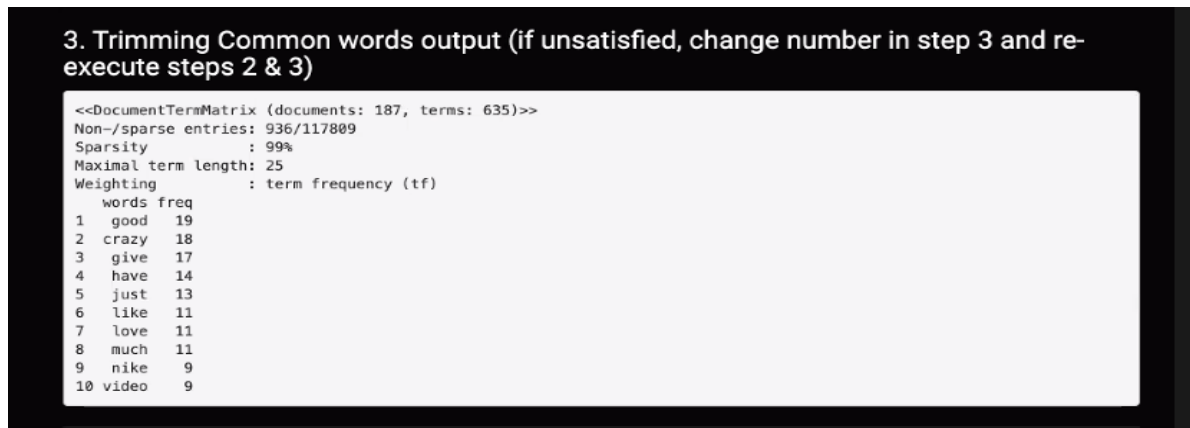 3. Trimming Common words output (if unsatisfied, change number in step 3 and re-
execute steps 2 & 3)
<<DocumentTermMatrix (documents: 187, terms: 635)>>
Non-/sparse entries: 936/117809
Sparsity           : 99%
Maximal term length: 25
Weighting          : term frequency (tf)
   words freq
1   good   19
2  crazy   18
3   give   17
4   have   14
5   just   13
6   like   11
7   love   11
8   much   11
9   nike    9
10 video    9